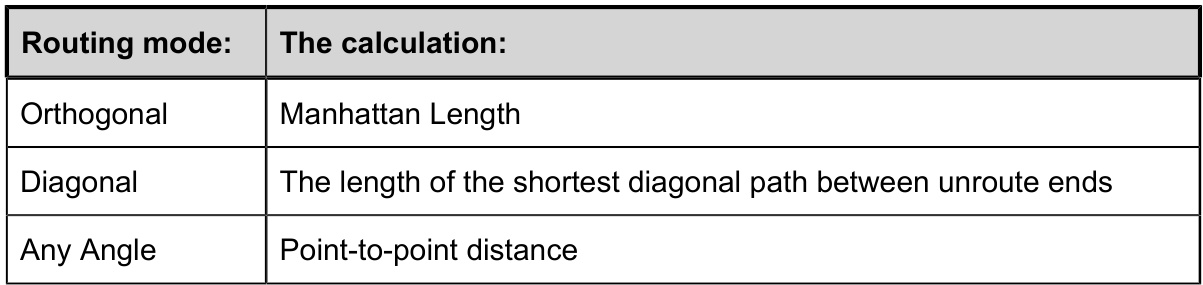 Routing mode: The calculation:
Orthogonal Manhattan Length
Diagonal The length of the shortest diagonal path between unroute ends
Any Angle Point-to-point distance